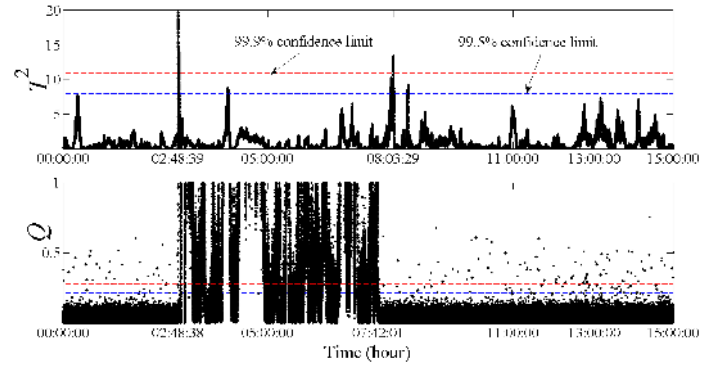 20
99.9% confidence limit
99.5% confidence limit
15
T²
10
5
0
00:00:00 02:48:39 05:00:00 08:03:29 11:00:00 13:00:00 15:00:00
1
Q
0.5
0
00:00:00 02:48:38 05:00:00 07:42:01 11:00:00 13:00:00 15:00:00
Time (hour)